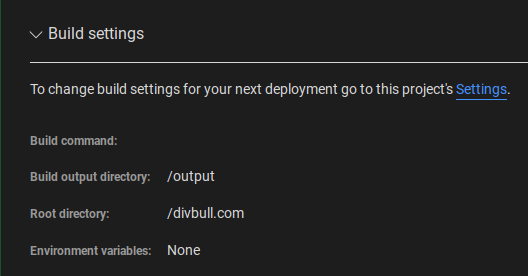 Build settings
To change build settings for your next deployment go to this project's Settings.
Build command:
Build output directory: /output
Root directory: /divbull.com
Environment variables: None